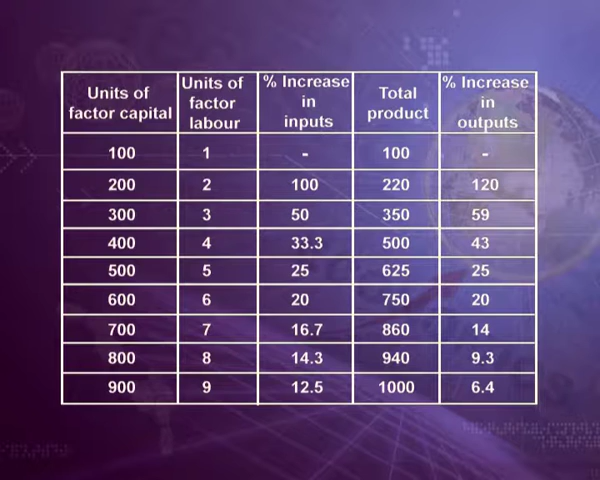 Units of factor capital | Units of factor labour | % Increase in inputs | Total product | % Increase in outputs
100 | 1 | - | 100 | -
200 | 2 | 100 | 220 | 120
300 | 3 | 50 | 350 | 59
400 | 4 | 33.3 | 500 | 43
500 | 5 | 25 | 625 | 25
600 | 6 | 20 | 750 | 20
700 | 7 | 16.7 | 860 | 14
800 | 8 | 14.3 | 940 | 9.3
900 | 9 | 12.5 | 1000 | 6.4